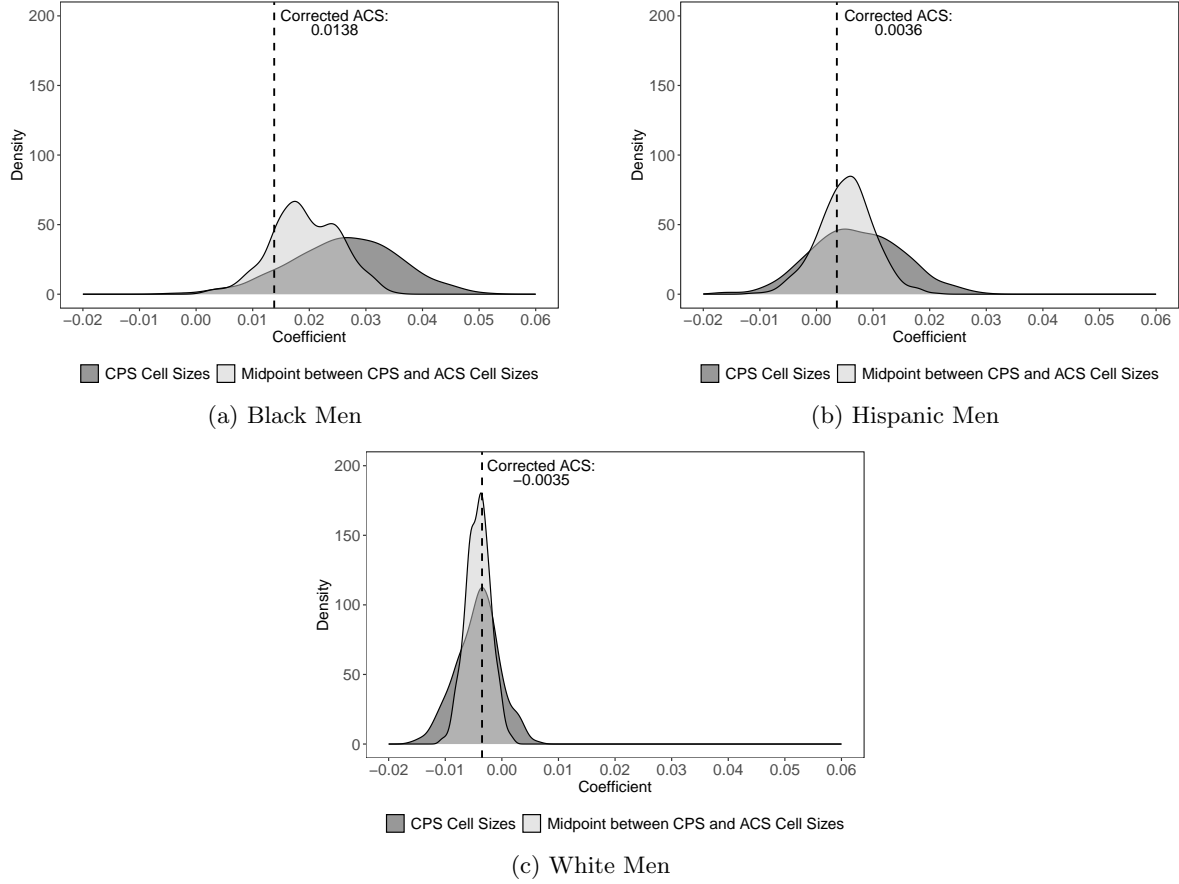 Corrected ACS:
0.0138
200
150
100
50
0
Density
−0.02 −0.01 0.00 0.01 0.02 0.03 0.04 0.05 0.06
Coefficient
CPS Cell Sizes Midpoint between CPS and ACS Cell Sizes
(a) Black Men
Corrected ACS:
0.0036
200
150
100
50
0
Density
−0.02 −0.01 0.00 0.01 0.02 0.03 0.04 0.05 0.06
Coefficient
CPS Cell Sizes Midpoint between CPS and ACS Cell Sizes
(b) Hispanic Men
Corrected ACS:
−0.0035
200
150
100
50
0
Density
−0.02 −0.01 0.00 0.01 0.02 0.03 0.04 0.05 0.06
Coefficient
CPS Cell Sizes Midpoint between CPS and ACS Cell Sizes
(c) White Men